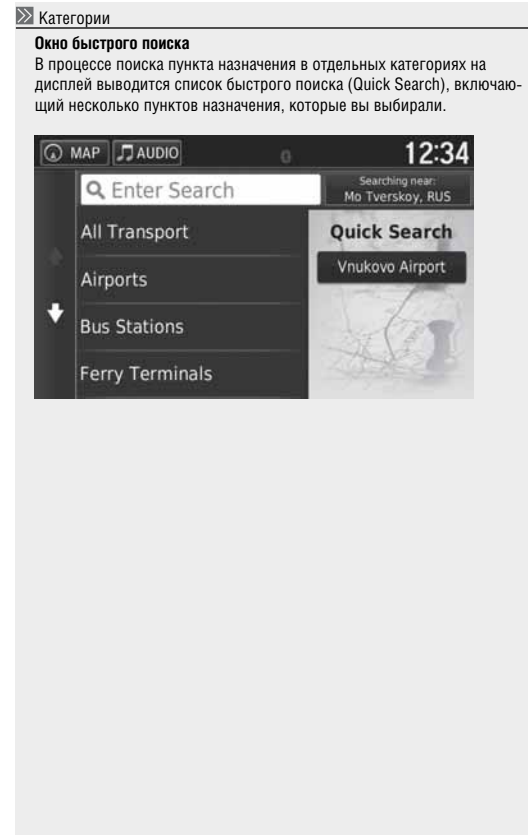 Категории
Окно быстрого поиска
В процессе поиска пункта назначения в отдельных категориях на
дисплей выводится список быстрого поиска (Quick Search), включаю-
щий несколько пунктов назначения, которые вы выбирали.
MAP AUDIO 0 12:34
Enter Search
Searching near:
Mo Tverskoy, RUS
All Transport
Quick Search
Vnukovo Airport
Airports
Bus Stations
Ferry Terminals